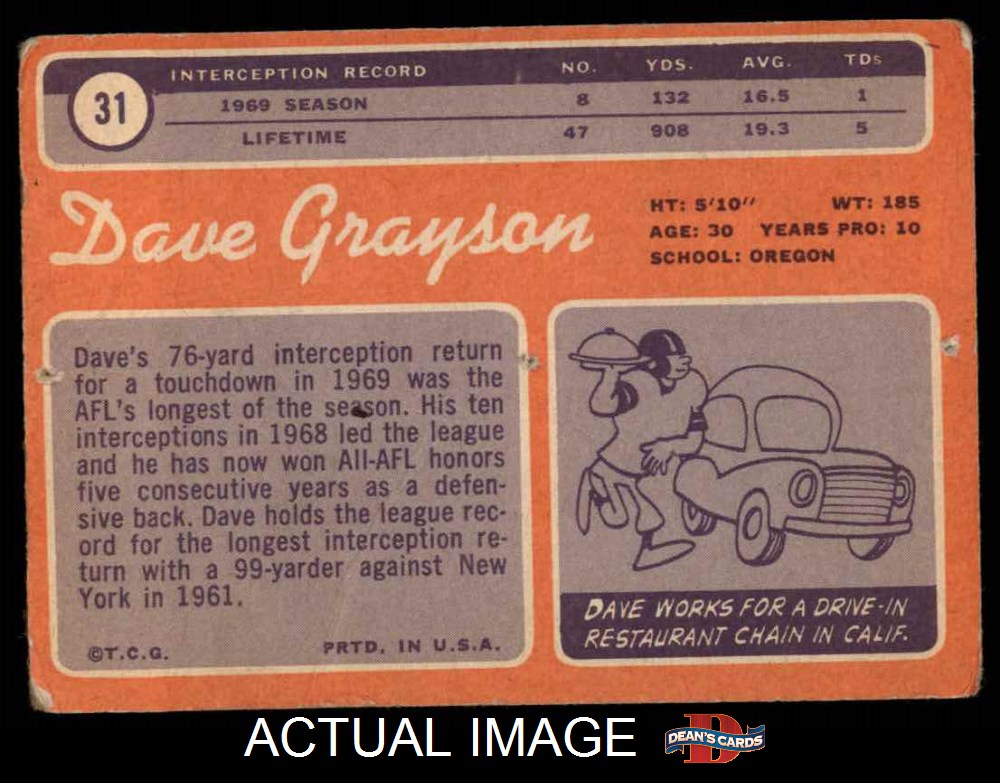 31
INTERCEPTION RECORD NO. YDS. AVG. TDs
1969 SEASON 8 132 16.5 1
LIFETIME 47 908 19.3 5
Dave Grayson
HT: 5'10" WT: 185
AGE: 30 YEARS PRO: 10
SCHOOL: OREGON
Dave's 76-yard interception return
for a touchdown in 1969 was the
AFL's longest of the season. His ten
interceptions in 1968 led the league
and he has now won All-AFL honors
five consecutive years as a defen-
sive back. Dave holds the league rec-
ord for the longest interception re-
turn with a 99-yarder against New
York in 1961.
©T.C.G. PRTD. IN U.S.A.
DAVE WORKS FOR A DRIVE-IN
RESTAURANT CHAIN IN CALIF.
ACTUAL IMAGE
D
DEAN'S CARDS